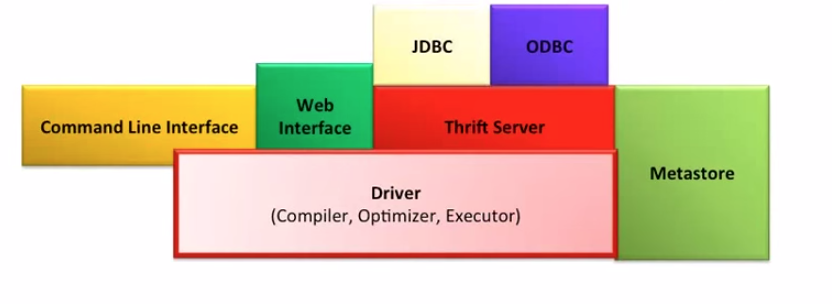 JDBC
ODBC
Command Line Interface
Web
Interface
Thrift Server
Metastore
Driver
(Compiler, Optimizer, Executor)